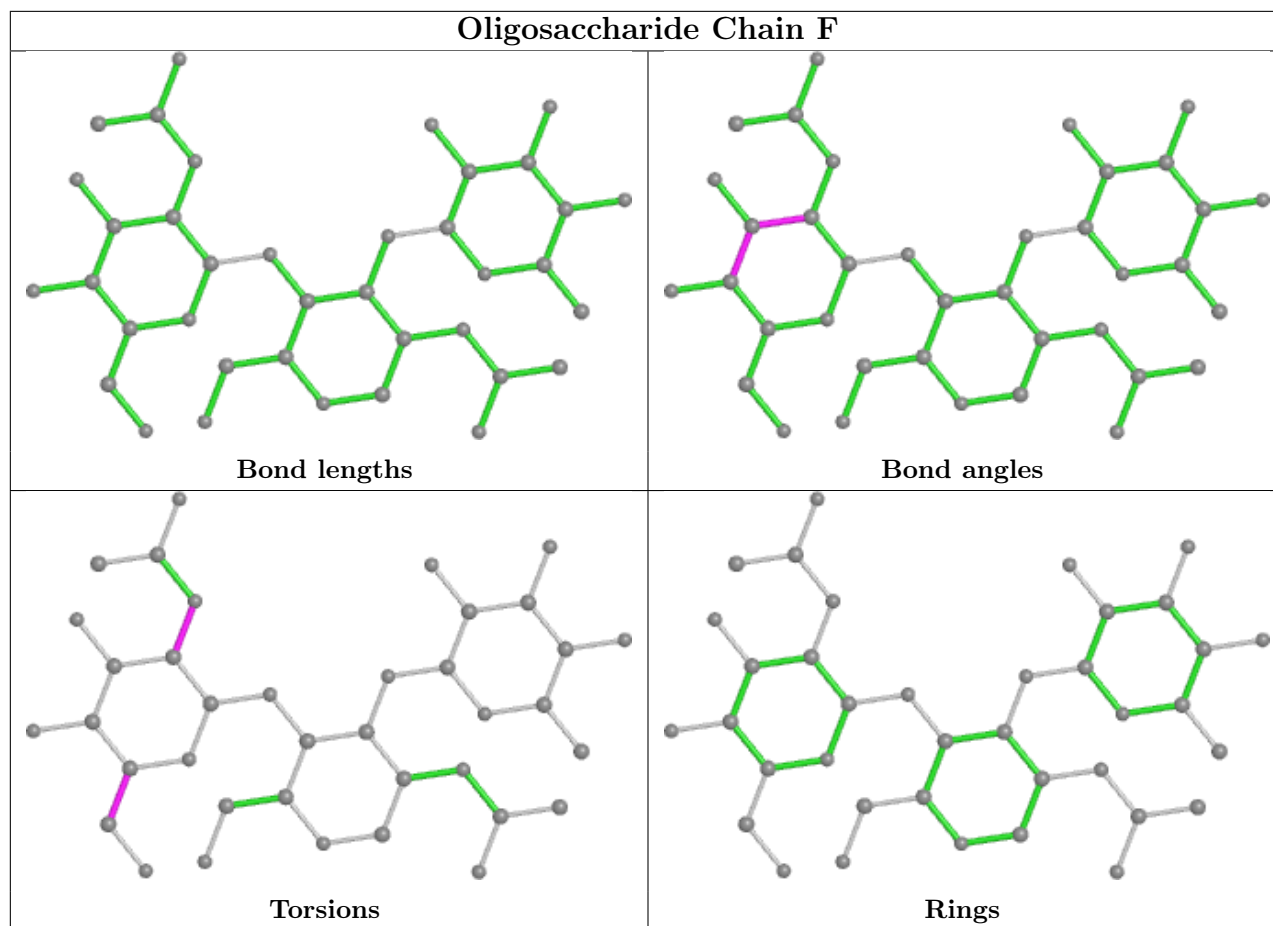 Oligosaccharide Chain F
Bond lengths
Bond angles
Torsions
Rings